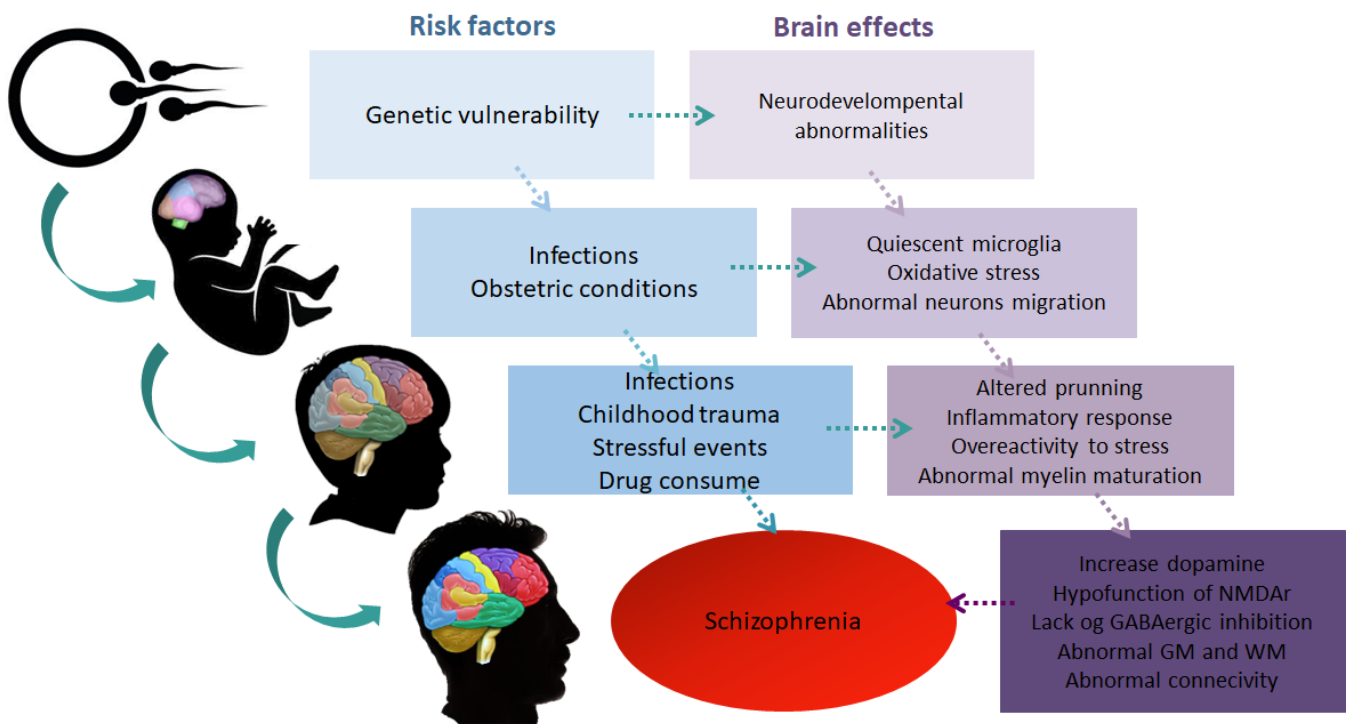 Risk factors
Brain effects
Genetic vulnerability
Neurodevelompental
abnormalities
Infections
Obstetric conditions
Quiescent microglia
Oxidative stress
Abnormal neurons migration
Infections
Childhood trauma
Stressful events
Drug consume
Altered prunning
Inflammatory response
Overeactivity to stress
Abnormal myelin maturation
Schizophrenia
Increase dopamine
Hypofunction of NMDAr
Lack og GABAergic inhibition
Abnormal GM and WM
Abnormal connecivity